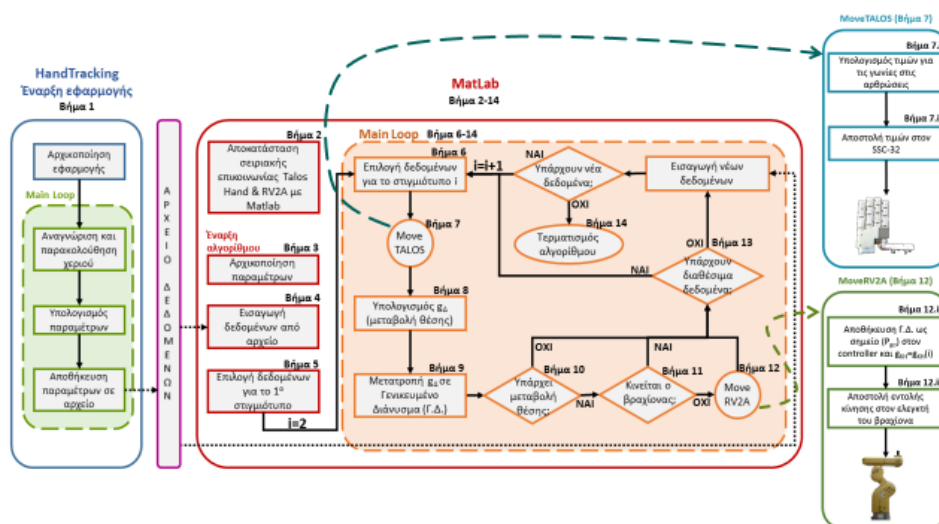 HandTracking
Έναρξη εφαρμογής
Βήμα 1
Αρχικοποίηση
εφαρμογής
Main Loop
Αναγνώριση και
παρακολούθηση
χεριού
Υπολογισμός
παραμέτρων
Αποθήκευση
παραμέτρων σε
αρχείο
ΑΡΧΕΙΟ ΔΕΔΟΜΕΝΩΝ
MatLab
Βήμα 2-14
Βήμα 2
Αποκατάσταση
σειριακής
επικοινωνίας Talos
Hand & RV2A με
Matlab
Έναρξη
αλγορίθμου
Βήμα 3
Αρχικοποίηση
παραμέτρων
Βήμα 4
Εισαγωγή
δεδομένων από
αρχείο
Βήμα 5
Επιλογή δεδομένων
για το 1ο
στιγμιότυπο
i=2
Main Loop Βήμα 6-14
Βήμα 6
Επιλογή δεδομένων
για το στιγμιότυπο i
i=i+1
ΝΑΙ
Υπάρχουν νέα
δεδομένα;
Εισαγωγή νέων
δεδομένων
ΟΧΙ
Βήμα 14
Τερματισμός
αλγορίθμου
Βήμα 7
Move
TALOS
ΟΧΙ
Βήμα 13
Υπάρχουν
διαθέσιμα
δεδομένα;
ΝΑΙ
Βήμα 8
Υπολογισμός gΔ
(μεταβολή θέσης)
Βήμα 9
Μετατροπή gΔ σε
Γενικευμένο
Διάνυσμα (Γ.Δ.)
ΟΧΙ
Βήμα 10
Υπάρχει
μεταβολή
θέσης;
ΝΑΙ
ΝΑΙ
Βήμα 11
Κινείται ο
βραχίονας;
ΟΧΙ
Βήμα 12
Move
RV2A
MoveTALOS (Βήμα 7)
Βήμα 7.i
Υπολογισμός τιμών για
τις γωνίες στις
αρθρώσεις
Βήμα 7.ii
Αποστολή τιμών στον
SSC-32
MoveRV2A (Βήμα 12)
Βήμα 12.i
Αποθήκευση Γ.Δ. ως
σημείο
στον
controller και
Βήμα 12.ii
Αποστολή εντολής
κίνησης στον ελεγκτή
του βραχίονα